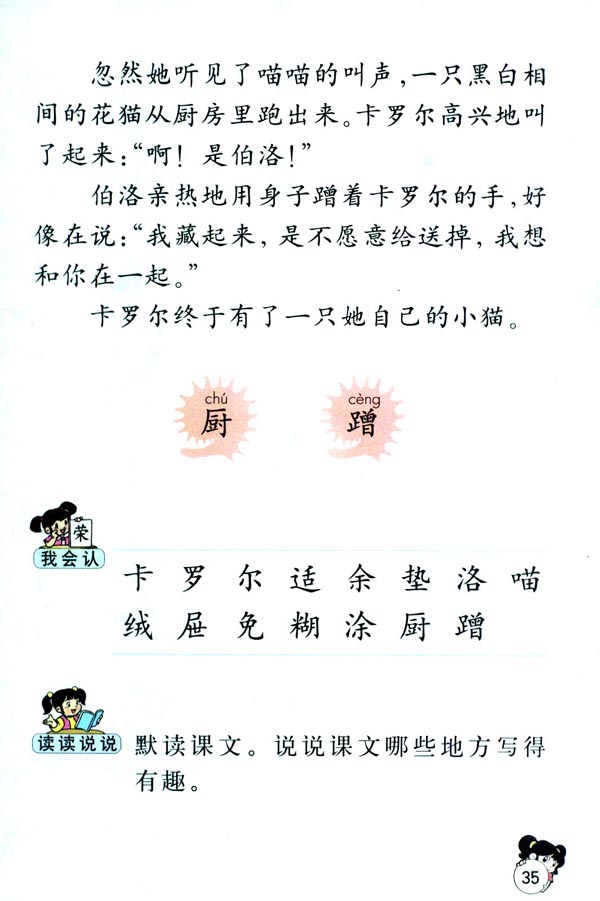 忽然她听见了喵喵的叫声，一只黑白相
间的花猫从厨房里跑出来。卡罗尔高兴地叫
了起来：“啊！是伯洛！”
伯洛亲热地用身子蹭着卡罗尔的手，好
像在说：“我藏起来，是不愿意给送掉，我想
和你在一起。”
卡罗尔终于有了一只她自己的小猫。
chú cèng
厨 蹭
荣
我会认
卡 罗 尔 适 余 垫 洛 喵
绒 屉 免 糊 涂 厨 蹭
读读说说
默读课文。说说课文哪些地方写得
有趣。
35